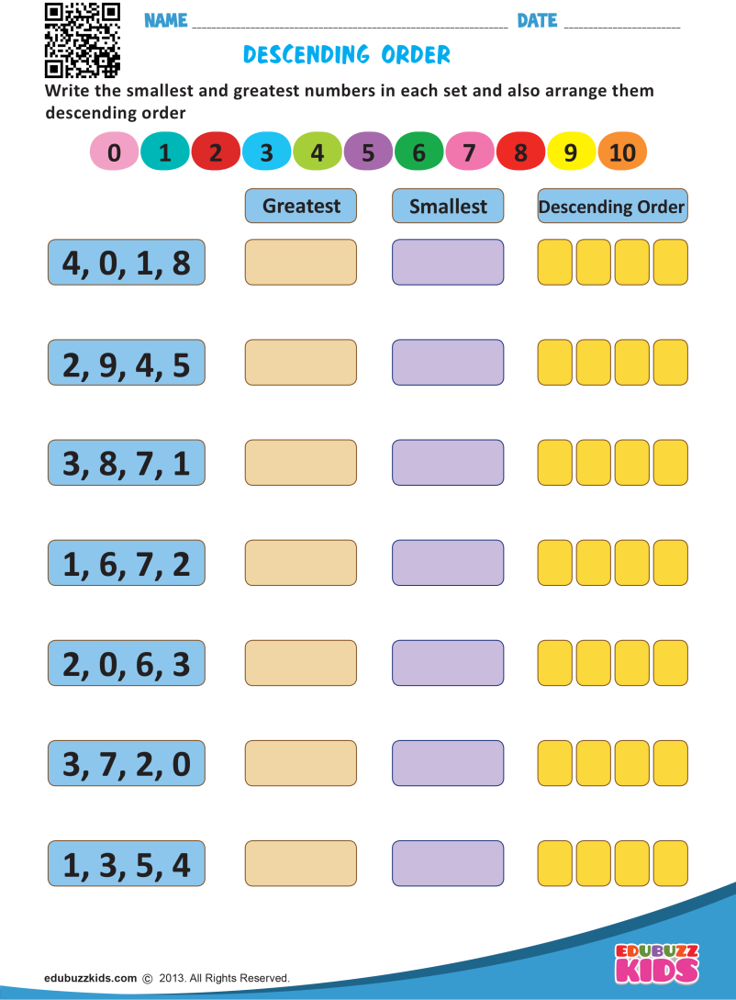 NAME ________ DATE ________
DESCENDING ORDER
Write the smallest and greatest numbers in each set and also arrange them
descending order
0 1 2 3 4 5 6 7 8 9 10
Greatest Smallest Descending Order
4, 0, 1, 8
2, 9, 4, 5
3, 8, 7, 1
1, 6, 7, 2
2, 0, 6, 3
3, 7, 2, 0
1, 3, 5, 4
EDUBUZZ
KIDS
edubuzzkids.com © 2013. All Rights Reserved.